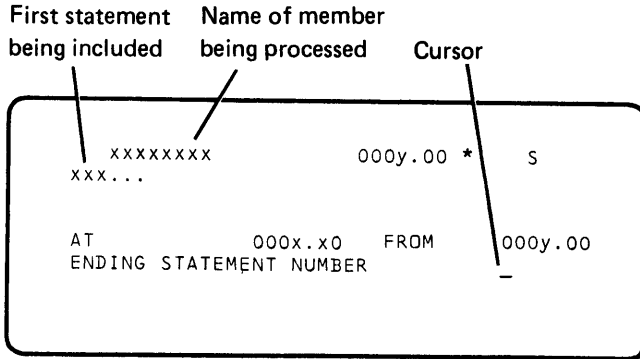 First statement being included
Name of member being processed
Cursor
xxxxxxxx 000y.00 * S
xxx...
AT 000x.x0 FROM 000y.00
ENDING STATEMENT NUMBER _